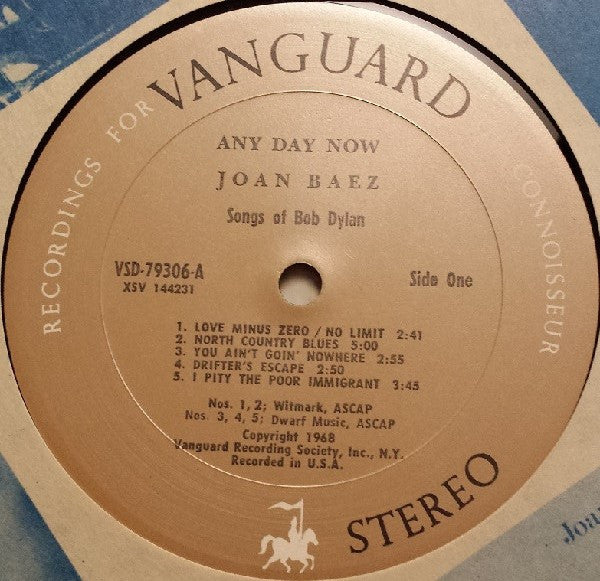 RECORDINGS FOR
VANGUARD
ONNOISSEUR
ANY DAY NOW
JOAN BAEZ
Songs of Bob Dylan
VSD-79306-A
XSV 144231
Side One
1. LOVE MINUS ZERO / NO LIMIT 2:41
2. NORTH COUNTRY BLUES 5:00
3. YOU AIN'T GOIN' NOWHERE 2:55
4. DRIFTER'S ESCAPE 2:50
5. I PITY THE POOR IMMIGRANT 3:45
Nos. 1, 2; Witmark, ASCAP
Nos. 3, 4, 5; Dwarf Music, ASCAP
Copyright 1968
Vanguard Recording Society, Inc., N.Y.
Recorded in U.S.A.
STEREO
Joa